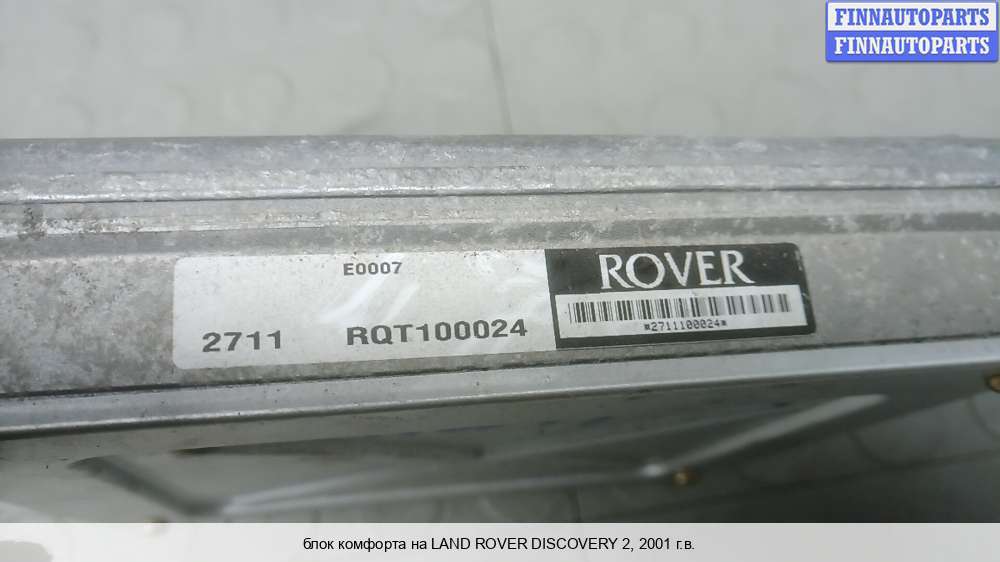 FINNAUTOPARTS
FINNAUTOPARTS
E0007
ROVER
2711 RQT100024
*2711100024*
блок комфорта на LAND ROVER DISCOVERY 2, 2001 г.в.